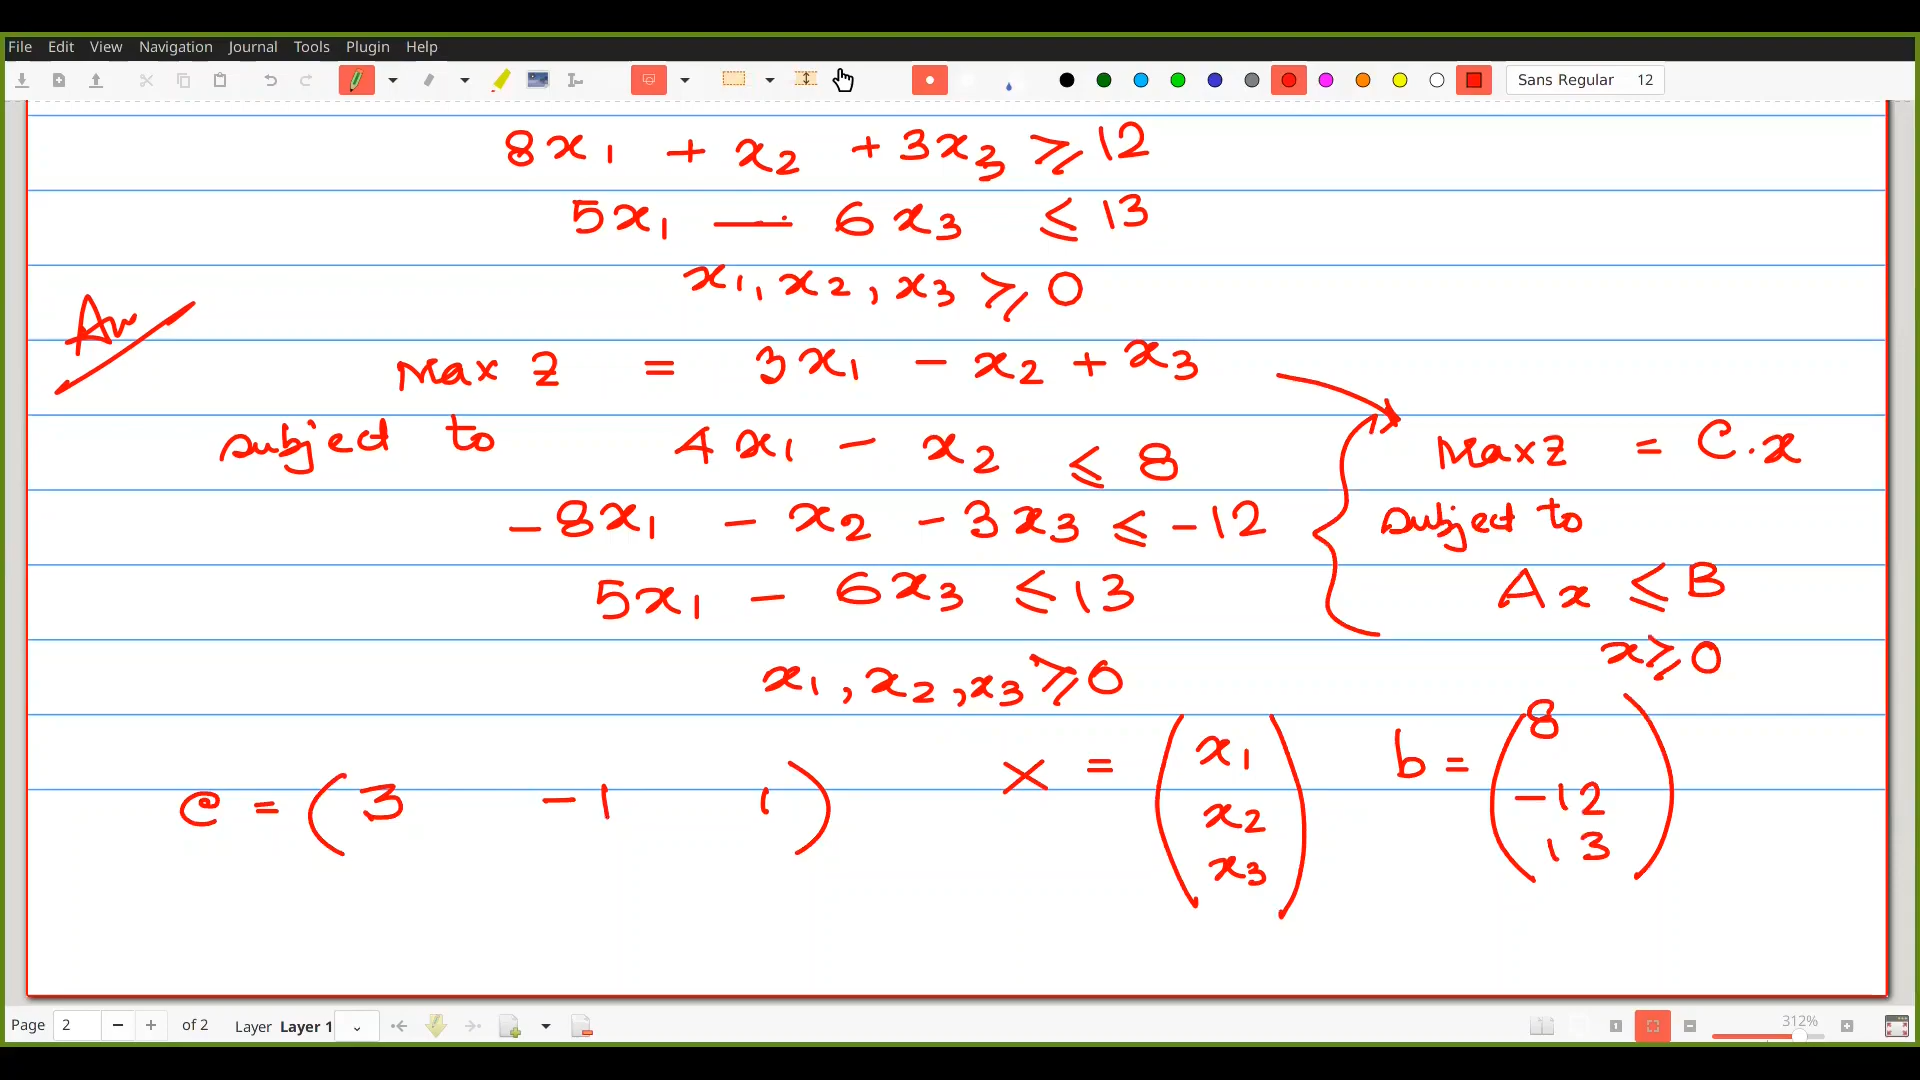 File Edit View Navigation Journal Tools Plugin Help
Sans Regular 12
8x₁ + x₂ + 3x₃ ⩾ 12
5x₁ — 6x₃ ≤ 13
x₁, x₂, x₃ ⩾ 0
Max Z = 3x₁ - x₂ + x₃
subject to 4x₁ - x₂ ≤ 8
-8x₁ - x₂ - 3x₃ ≤ -12
5x₁ - 6x₃ ≤ 13
x₁, x₂, x₃ ⩾ 0
Max Z = C.x
subject to
Ax ≤ B
x ⩾ 0
C = (3 -1 1)
X = (x₁
x₂
x₃)
b = (8
-12
13)
Page 2 of 2 Layer Layer 1 312%